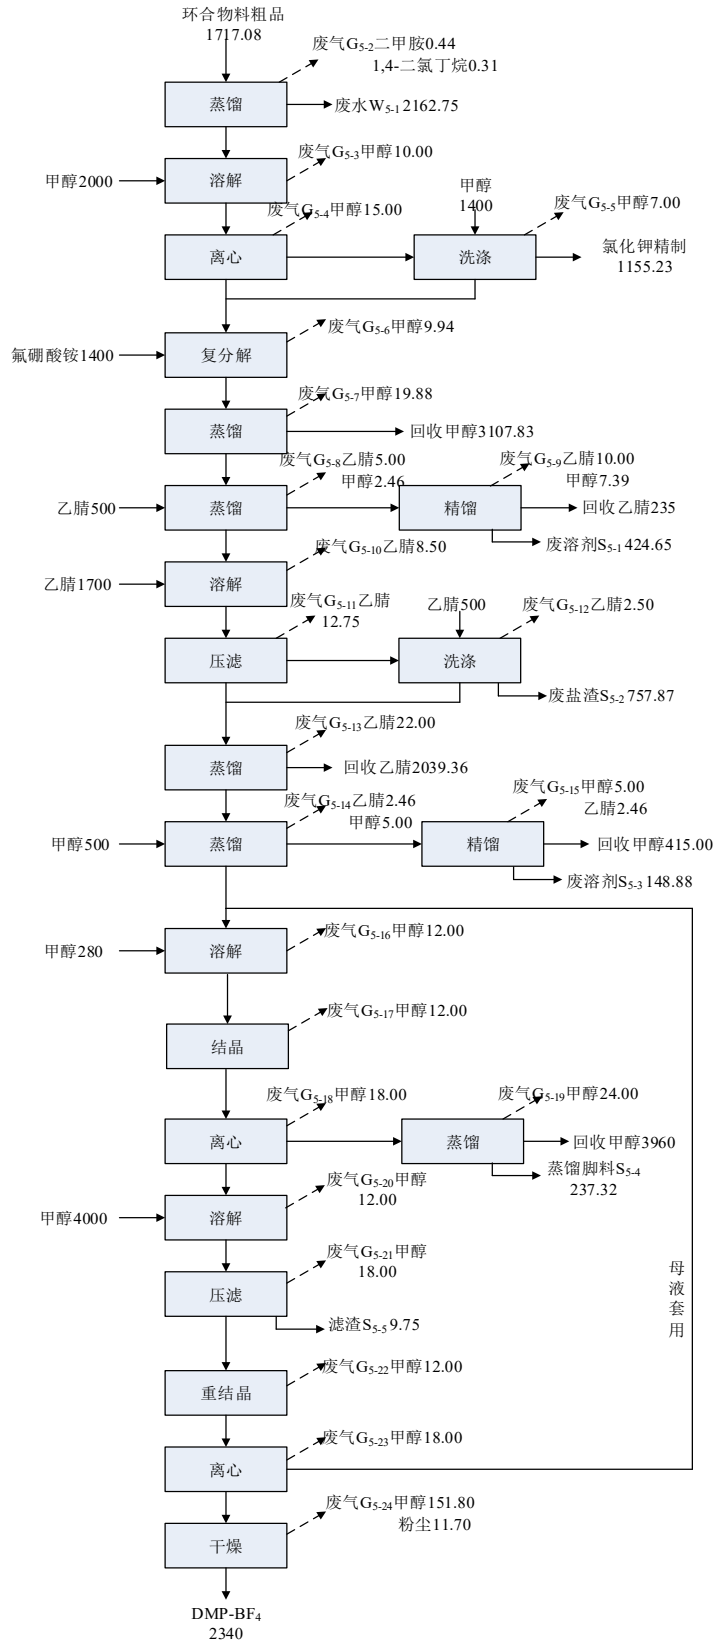 环合物料粗品
1717.08
废气G5-2二甲胺0.44
1,4-二氯丁烷0.31
蒸馏
废水W5-1 2162.75
废气G5-3甲醇10.00
甲醇2000
溶解
甲醇
1400
废气G5-4甲醇15.00
废气G5-5甲醇7.00
离心
洗涤
氯化钾精制
1155.23
废气G5-6甲醇9.94
氟硼酸铵1400
复分解
废气G5-7甲醇19.88
蒸馏
回收甲醇3107.83
废气G5-8乙腈5.00
甲醇2.46
废气G5-9乙腈10.00
甲醇7.39
乙腈500
蒸馏
精馏
回收乙腈235
废溶剂S5-1 424.65
废气G5-10乙腈8.50
乙腈1700
溶解
废气G5-11乙腈
12.75
乙腈500
废气G5-12乙腈2.50
压滤
洗涤
废盐渣S5-2 757.87
废气G5-13乙腈22.00
蒸馏
回收乙腈2039.36
废气G5-14乙腈2.46
甲醇5.00
废气G5-15甲醇5.00
乙腈2.46
甲醇500
蒸馏
精馏
回收甲醇415.00
废溶剂S5-3 148.88
废气G5-16甲醇12.00
甲醇280
溶解
废气G5-17甲醇12.00
结晶
废气G5-18甲醇18.00
废气G5-19甲醇24.00
离心
蒸馏
回收甲醇3960
蒸馏脚料S5-4
237.32
废气G5-20甲醇
12.00
甲醇4000
溶解
废气G5-21甲醇
18.00
压滤
滤渣S5-5 9.75
母液套用
废气G5-22甲醇12.00
重结晶
废气G5-23甲醇18.00
离心
废气G5-24甲醇151.80
粉尘11.70
干燥
DMP-BF4
2340